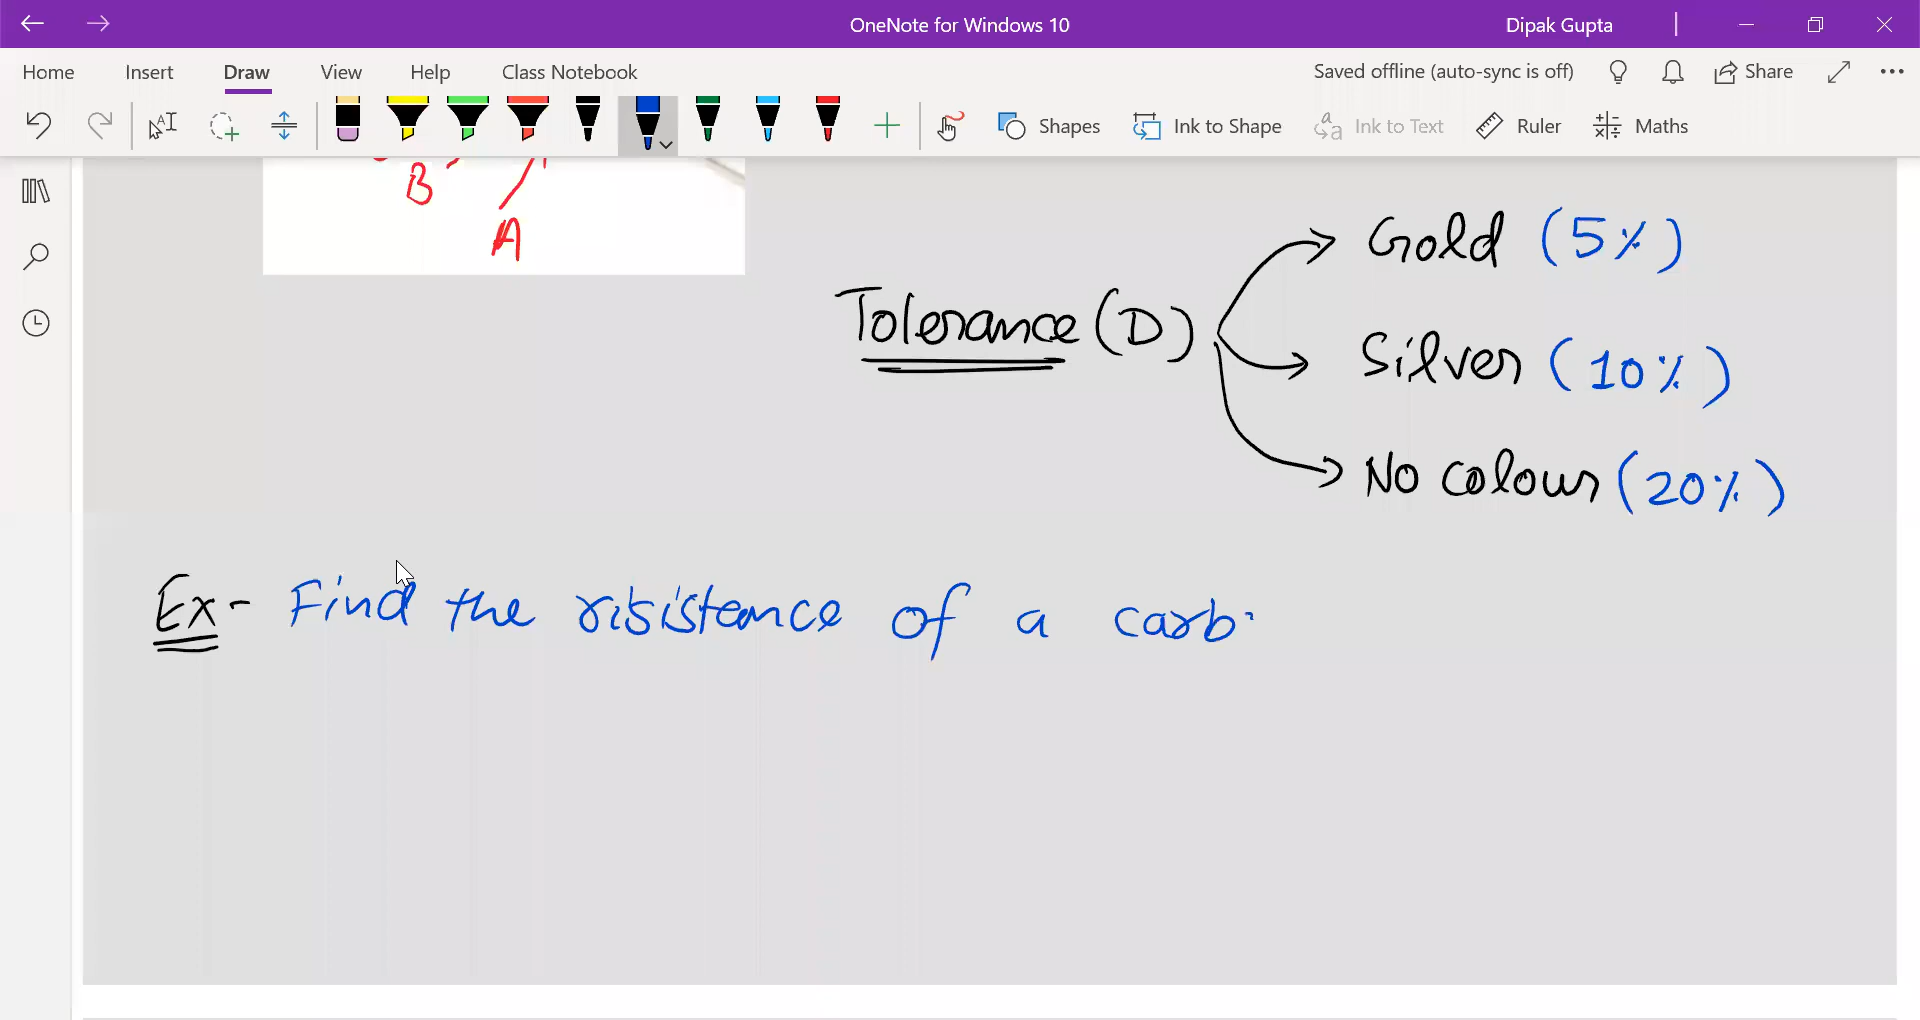 OneNote for Windows 10
Dipak Gupta
Home Insert Draw View Help Class Notebook
Saved offline (auto-sync is off) Share
Shapes Ink to Shape Ink to Text Ruler Maths
B
A
Gold (5%)
Tolerance (D)
Silver (10%)
No colour (20%)
Ex- Find the risistance of a carb